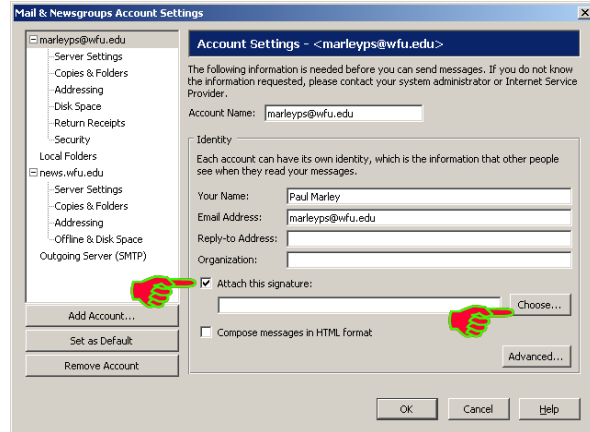 Mail & Newsgroups Account Settings
marleyps@wfu.edu
Server Settings
Copies & Folders
Addressing
Disk Space
Return Receipts
Security
Local Folders
news.wfu.edu
Server Settings
Copies & Folders
Addressing
Offline & Disk Space
Outgoing Server (SMTP)
Add Account...
Set as Default
Remove Account
Account Settings - <marleyps@wfu.edu>
The following information is needed before you can send messages. If you do not know
the information requested, please contact your system administrator or Internet Service
Provider.
Account Name: marleyps@wfu.edu
Identity
Each account can have its own identity, which is the information that other people
see when they read your messages.
Your Name: Paul Marley
Email Address: marleyps@wfu.edu
Reply-to Address:
Organization:
Attach this signature:
Choose...
Compose messages in HTML format
Advanced...
OK Cancel Help